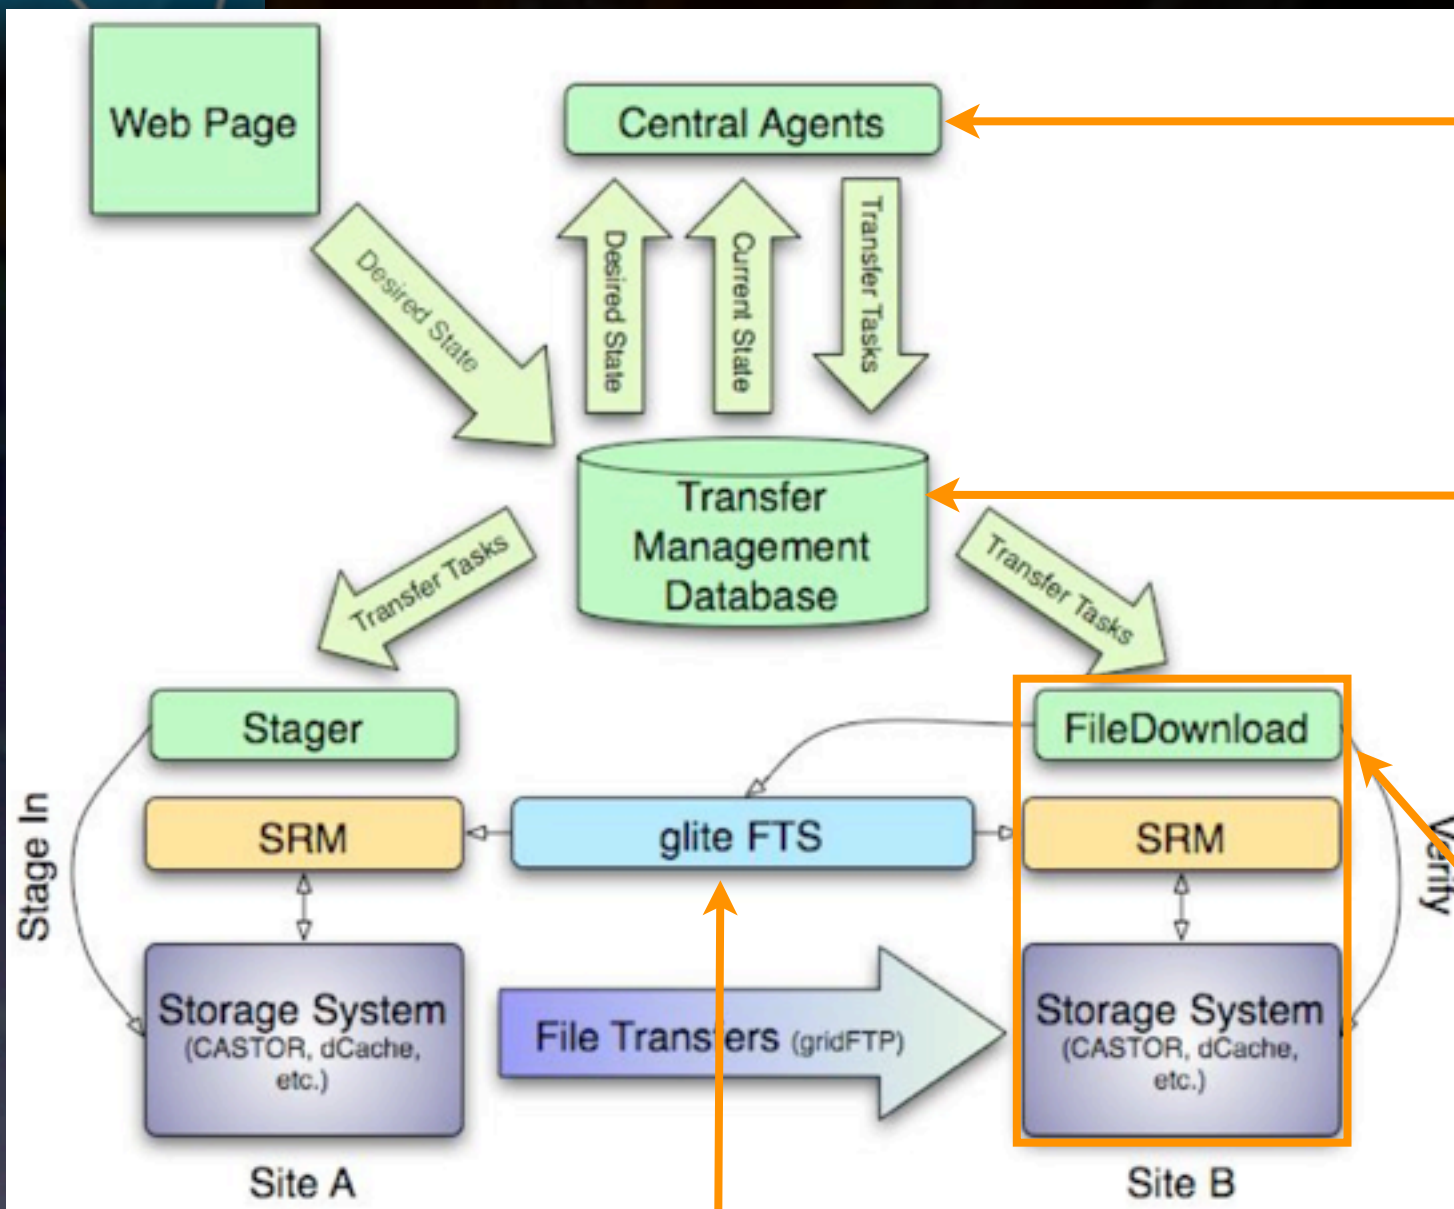 Web Page
Central Agents
Desired State
Desired State
Current State
Transfer Tasks
Transfer
Management
Database
Transfer Tasks
Transfer Tasks
Stager
FileDownload
Stage In
SRM
glite FTS
SRM
Verify
Storage System
(CASTOR, dCache,
etc.)
File Transfers (gridFTP)
Storage System
(CASTOR, dCache,
etc.)
Site A
Site B